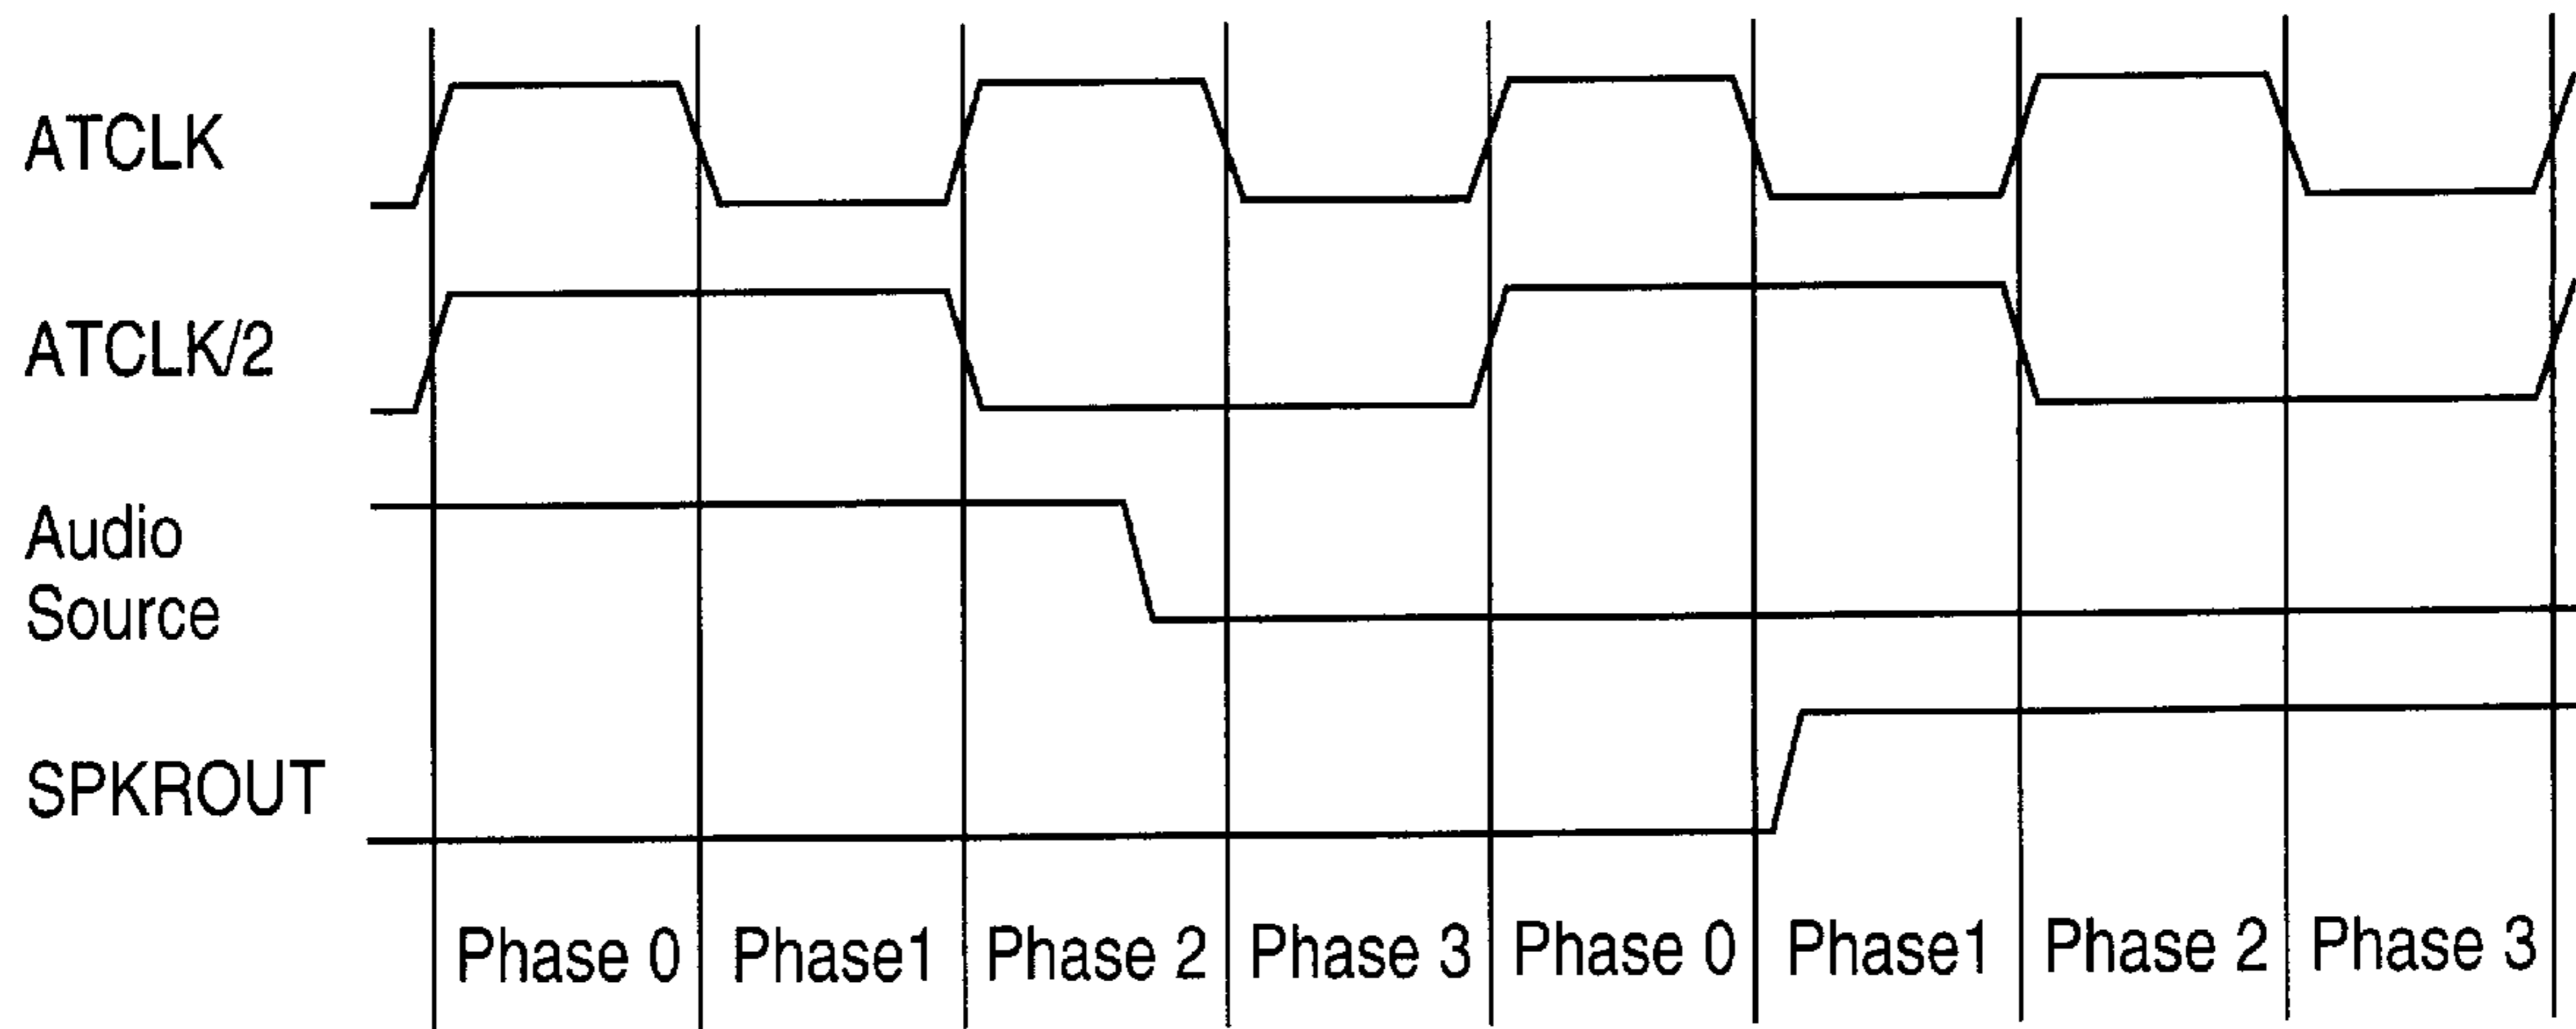 ATCLK
ATCLK/2
Audio
Source
SPKROUT
Phase 0 Phase1 Phase 2 Phase 3 Phase 0 Phase1 Phase 2 Phase 3